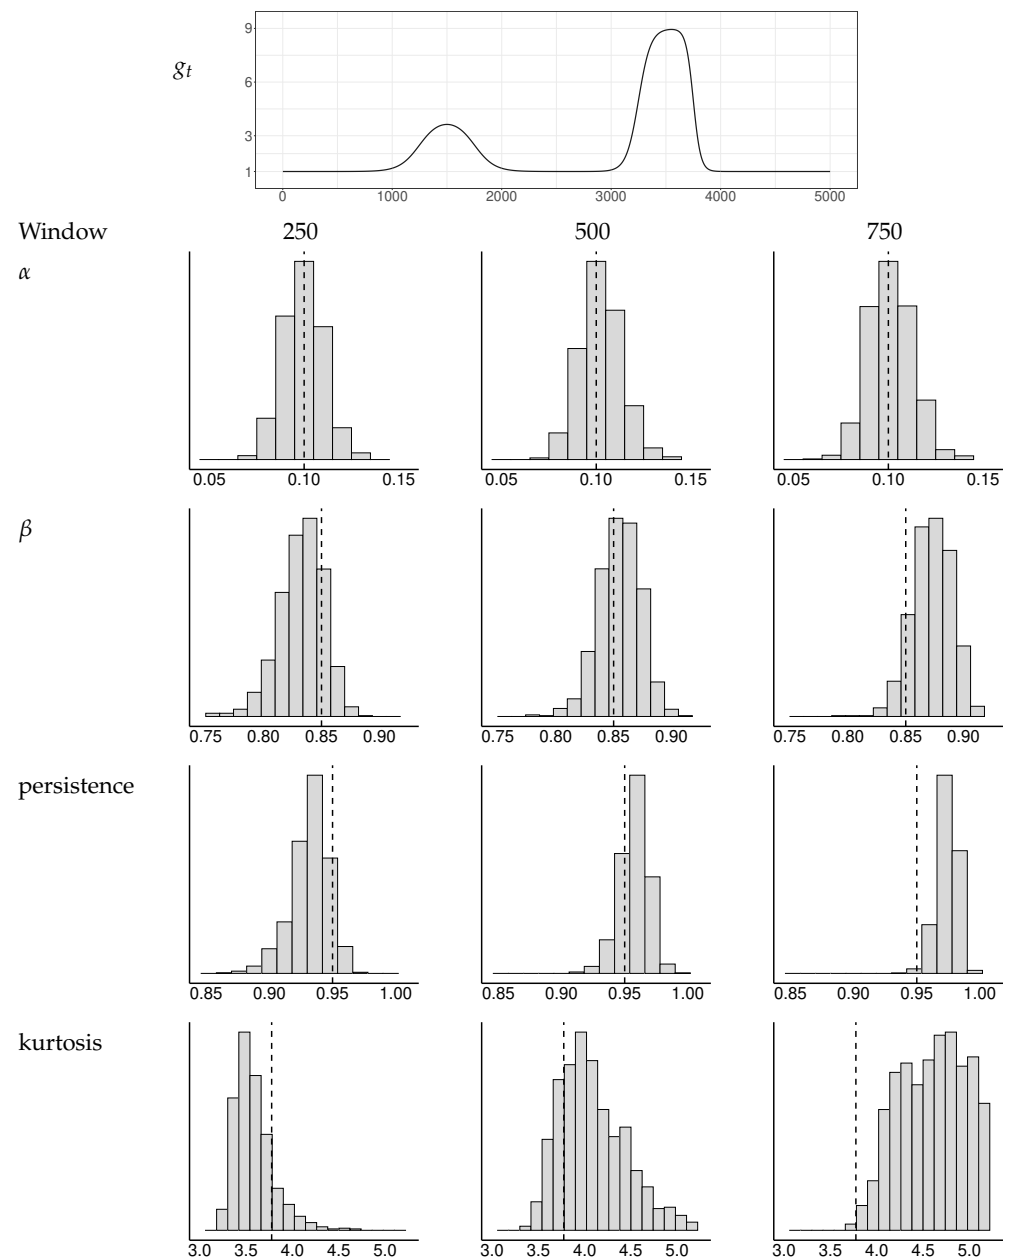 9
g_t
6
3
1
0 1000 2000 3000 4000 5000
Window 250 500 750
α
0.05 0.10 0.15 0.05 0.10 0.15 0.05 0.10 0.15
β
0.75 0.80 0.85 0.90 0.75 0.80 0.85 0.90 0.75 0.80 0.85 0.90
persistence
0.85 0.90 0.95 1.00 0.85 0.90 0.95 1.00 0.85 0.90 0.95 1.00
kurtosis
3.0 3.5 4.0 4.5 5.0 3.0 3.5 4.0 4.5 5.0 3.0 3.5 4.0 4.5 5.0